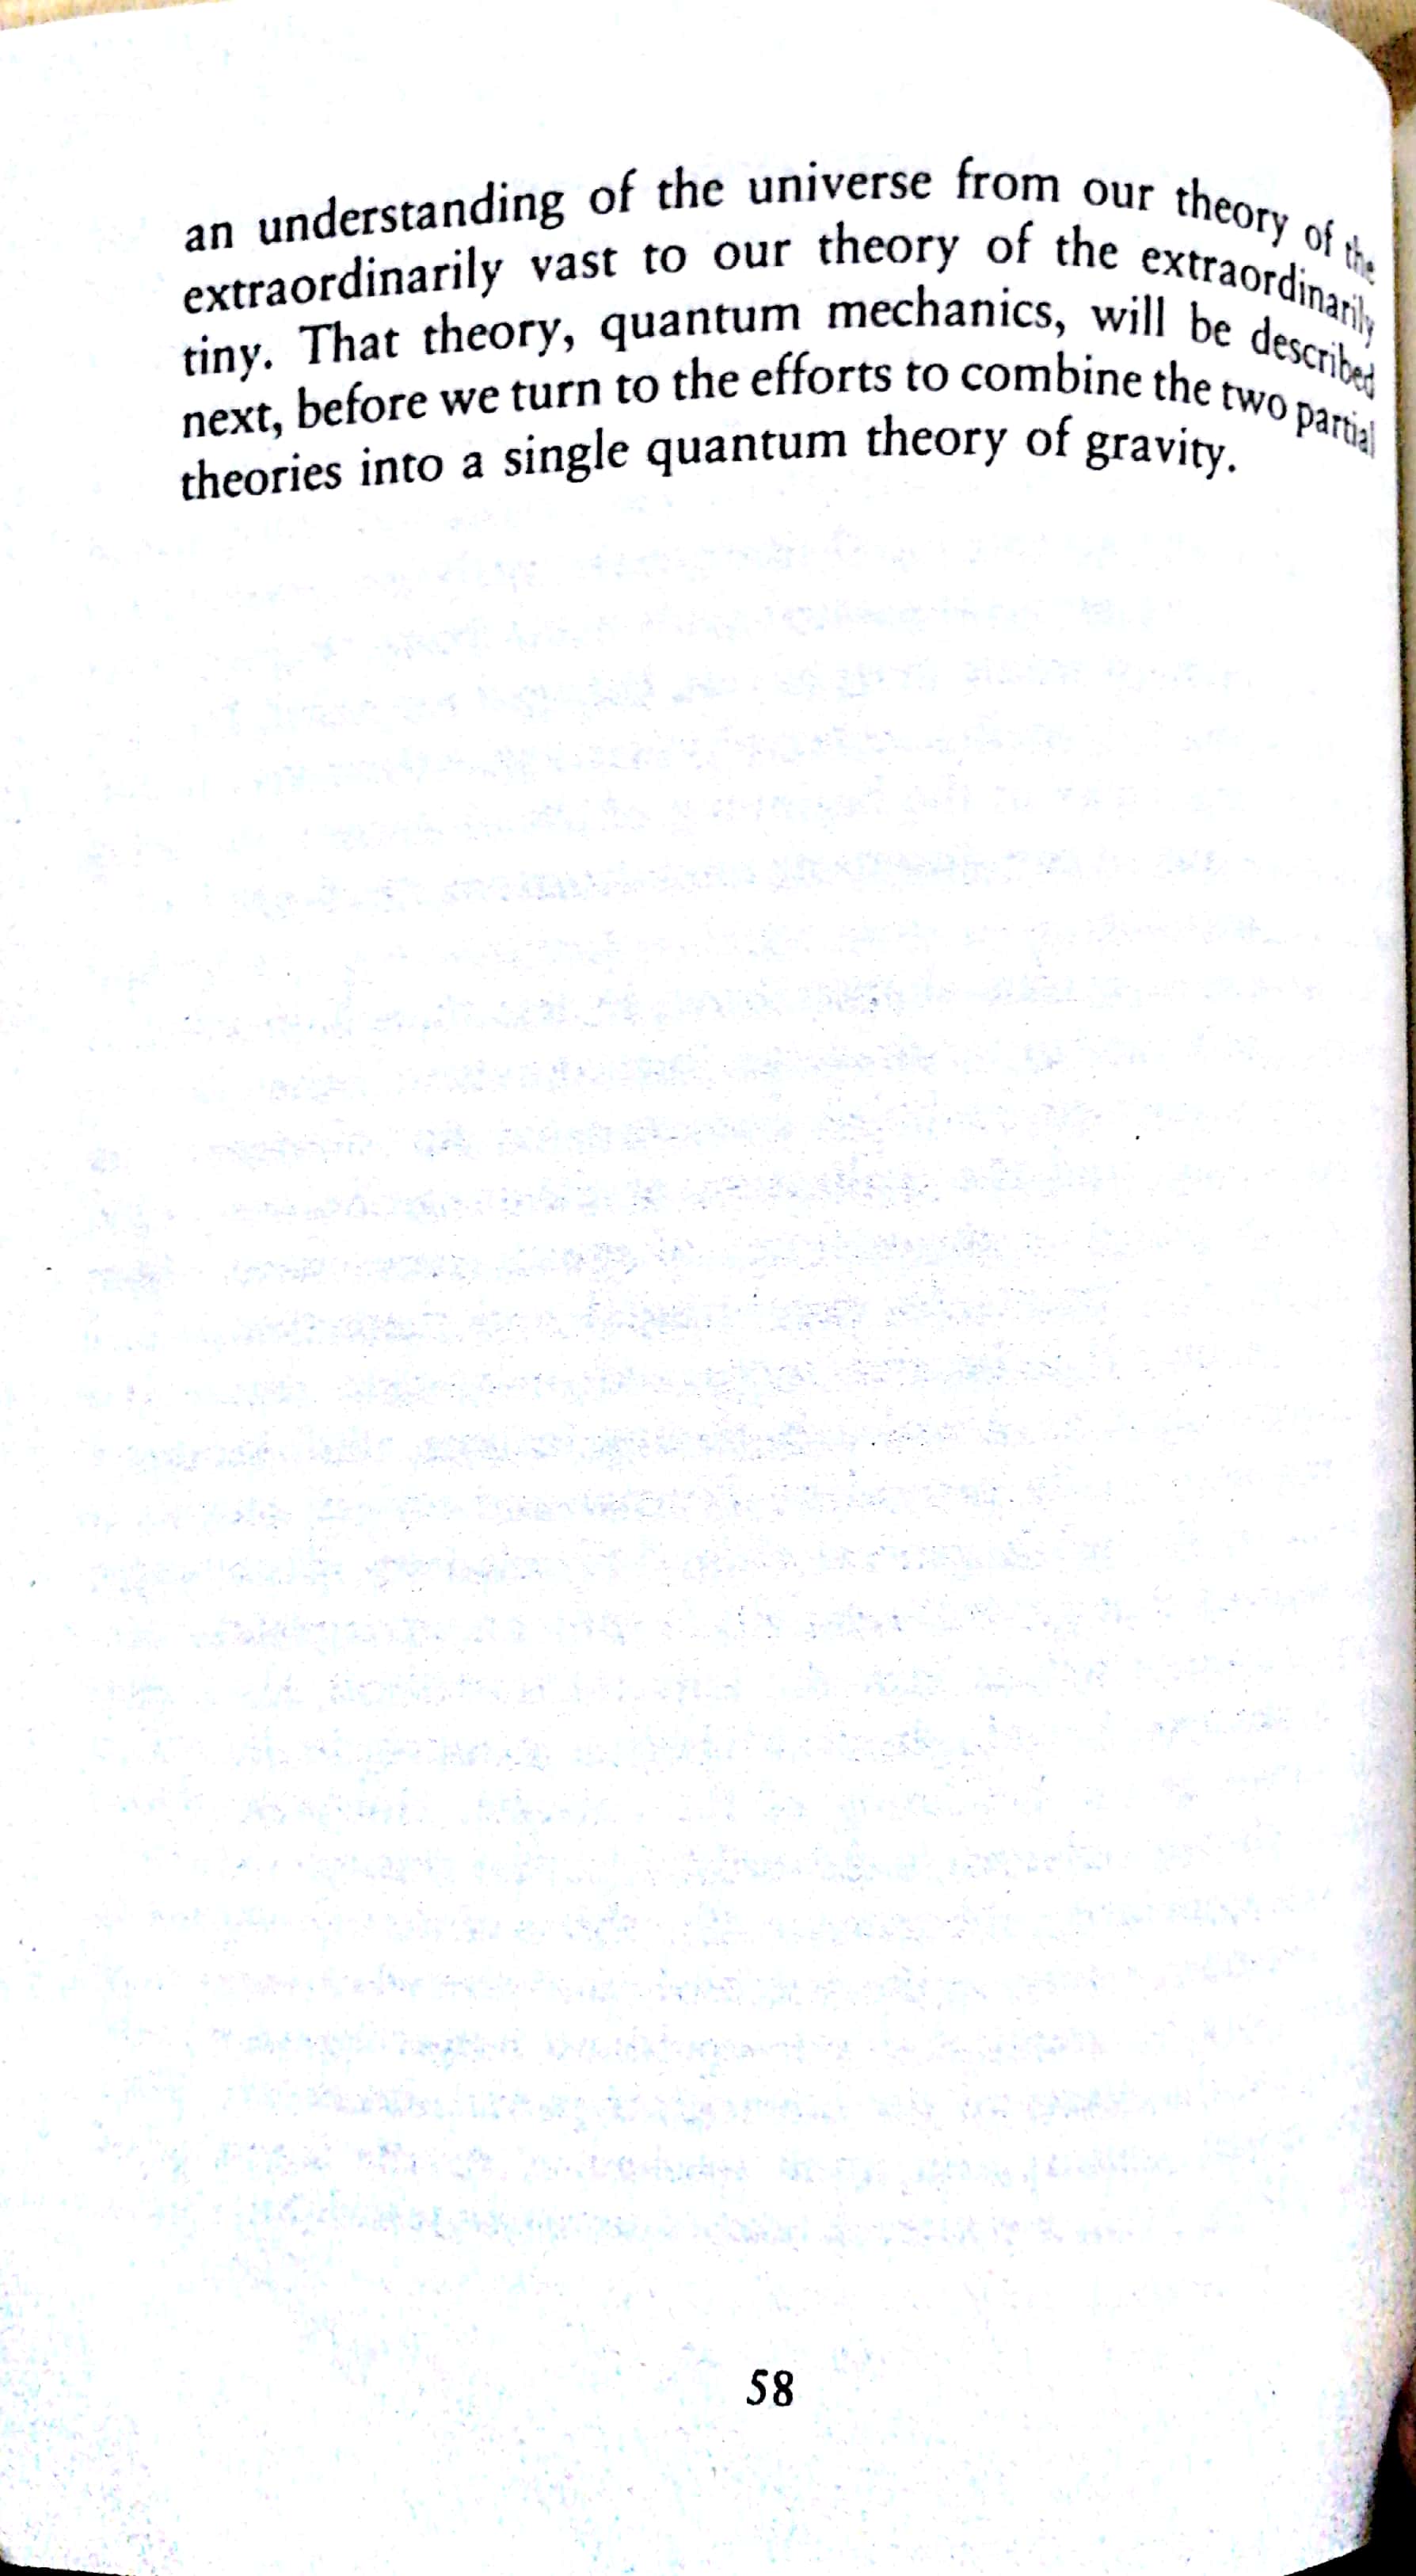 an understanding of the universe from our theory of the
extraordinarily vast to our theory of the extraordinarily
tiny. That theory, quantum mechanics, will be described
next, before we turn to the efforts to combine the two partial
theories into a single quantum theory of gravity.
58